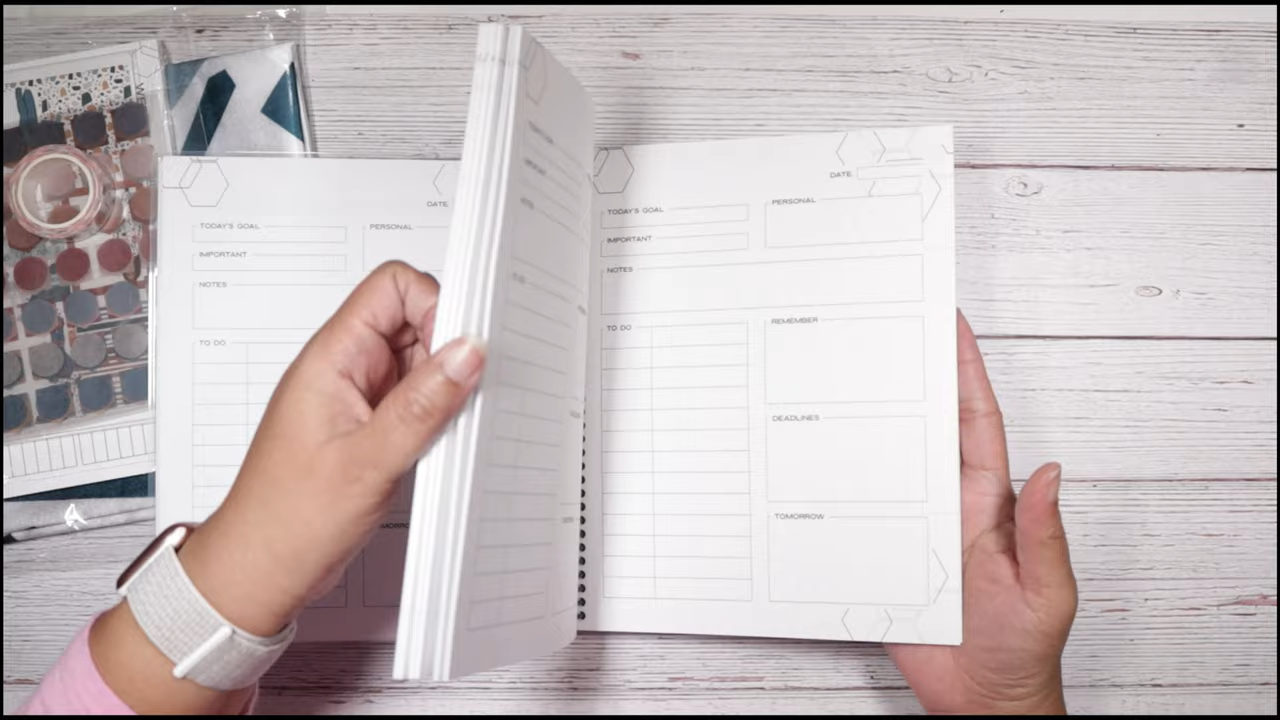 DATE
TODAY'S GOAL
PERSONAL
IMPORTANT
NOTES
TO DO
DATE
TODAY'S GOAL
PERSONAL
IMPORTANT
NOTES
TO DO
REMEMBER
DEADLINES
TOMORROW